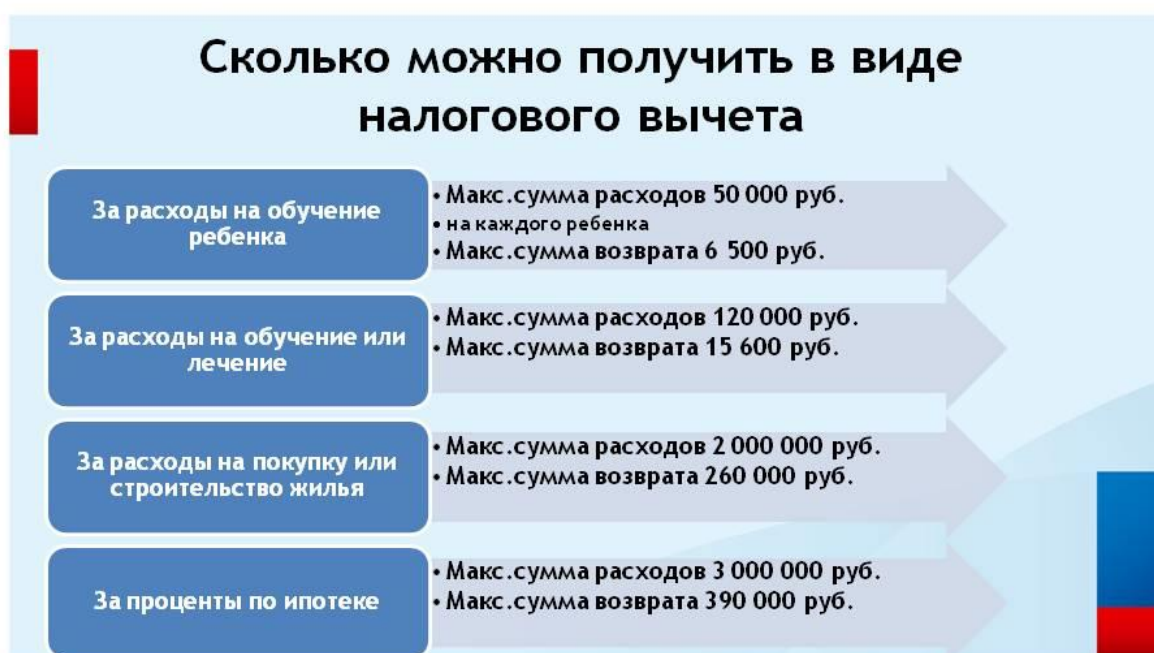 Сколько можно получить в виде
налогового вычета
За расходы на обучение
ребенка
• Макс.сумма расходов 50 000 руб.
• на каждого ребенка
• Макс.сумма возврата 6 500 руб.
За расходы на обучение или
лечение
• Макс.сумма расходов 120 000 руб.
• Макс.сумма возврата 15 600 руб.
За расходы на покупку или
строительство жилья
• Макс.сумма расходов 2 000 000 руб.
• Макс.сумма возврата 260 000 руб.
За проценты по ипотеке
• Макс.сумма расходов 3 000 000 руб.
• Макс.сумма возврата 390 000 руб.